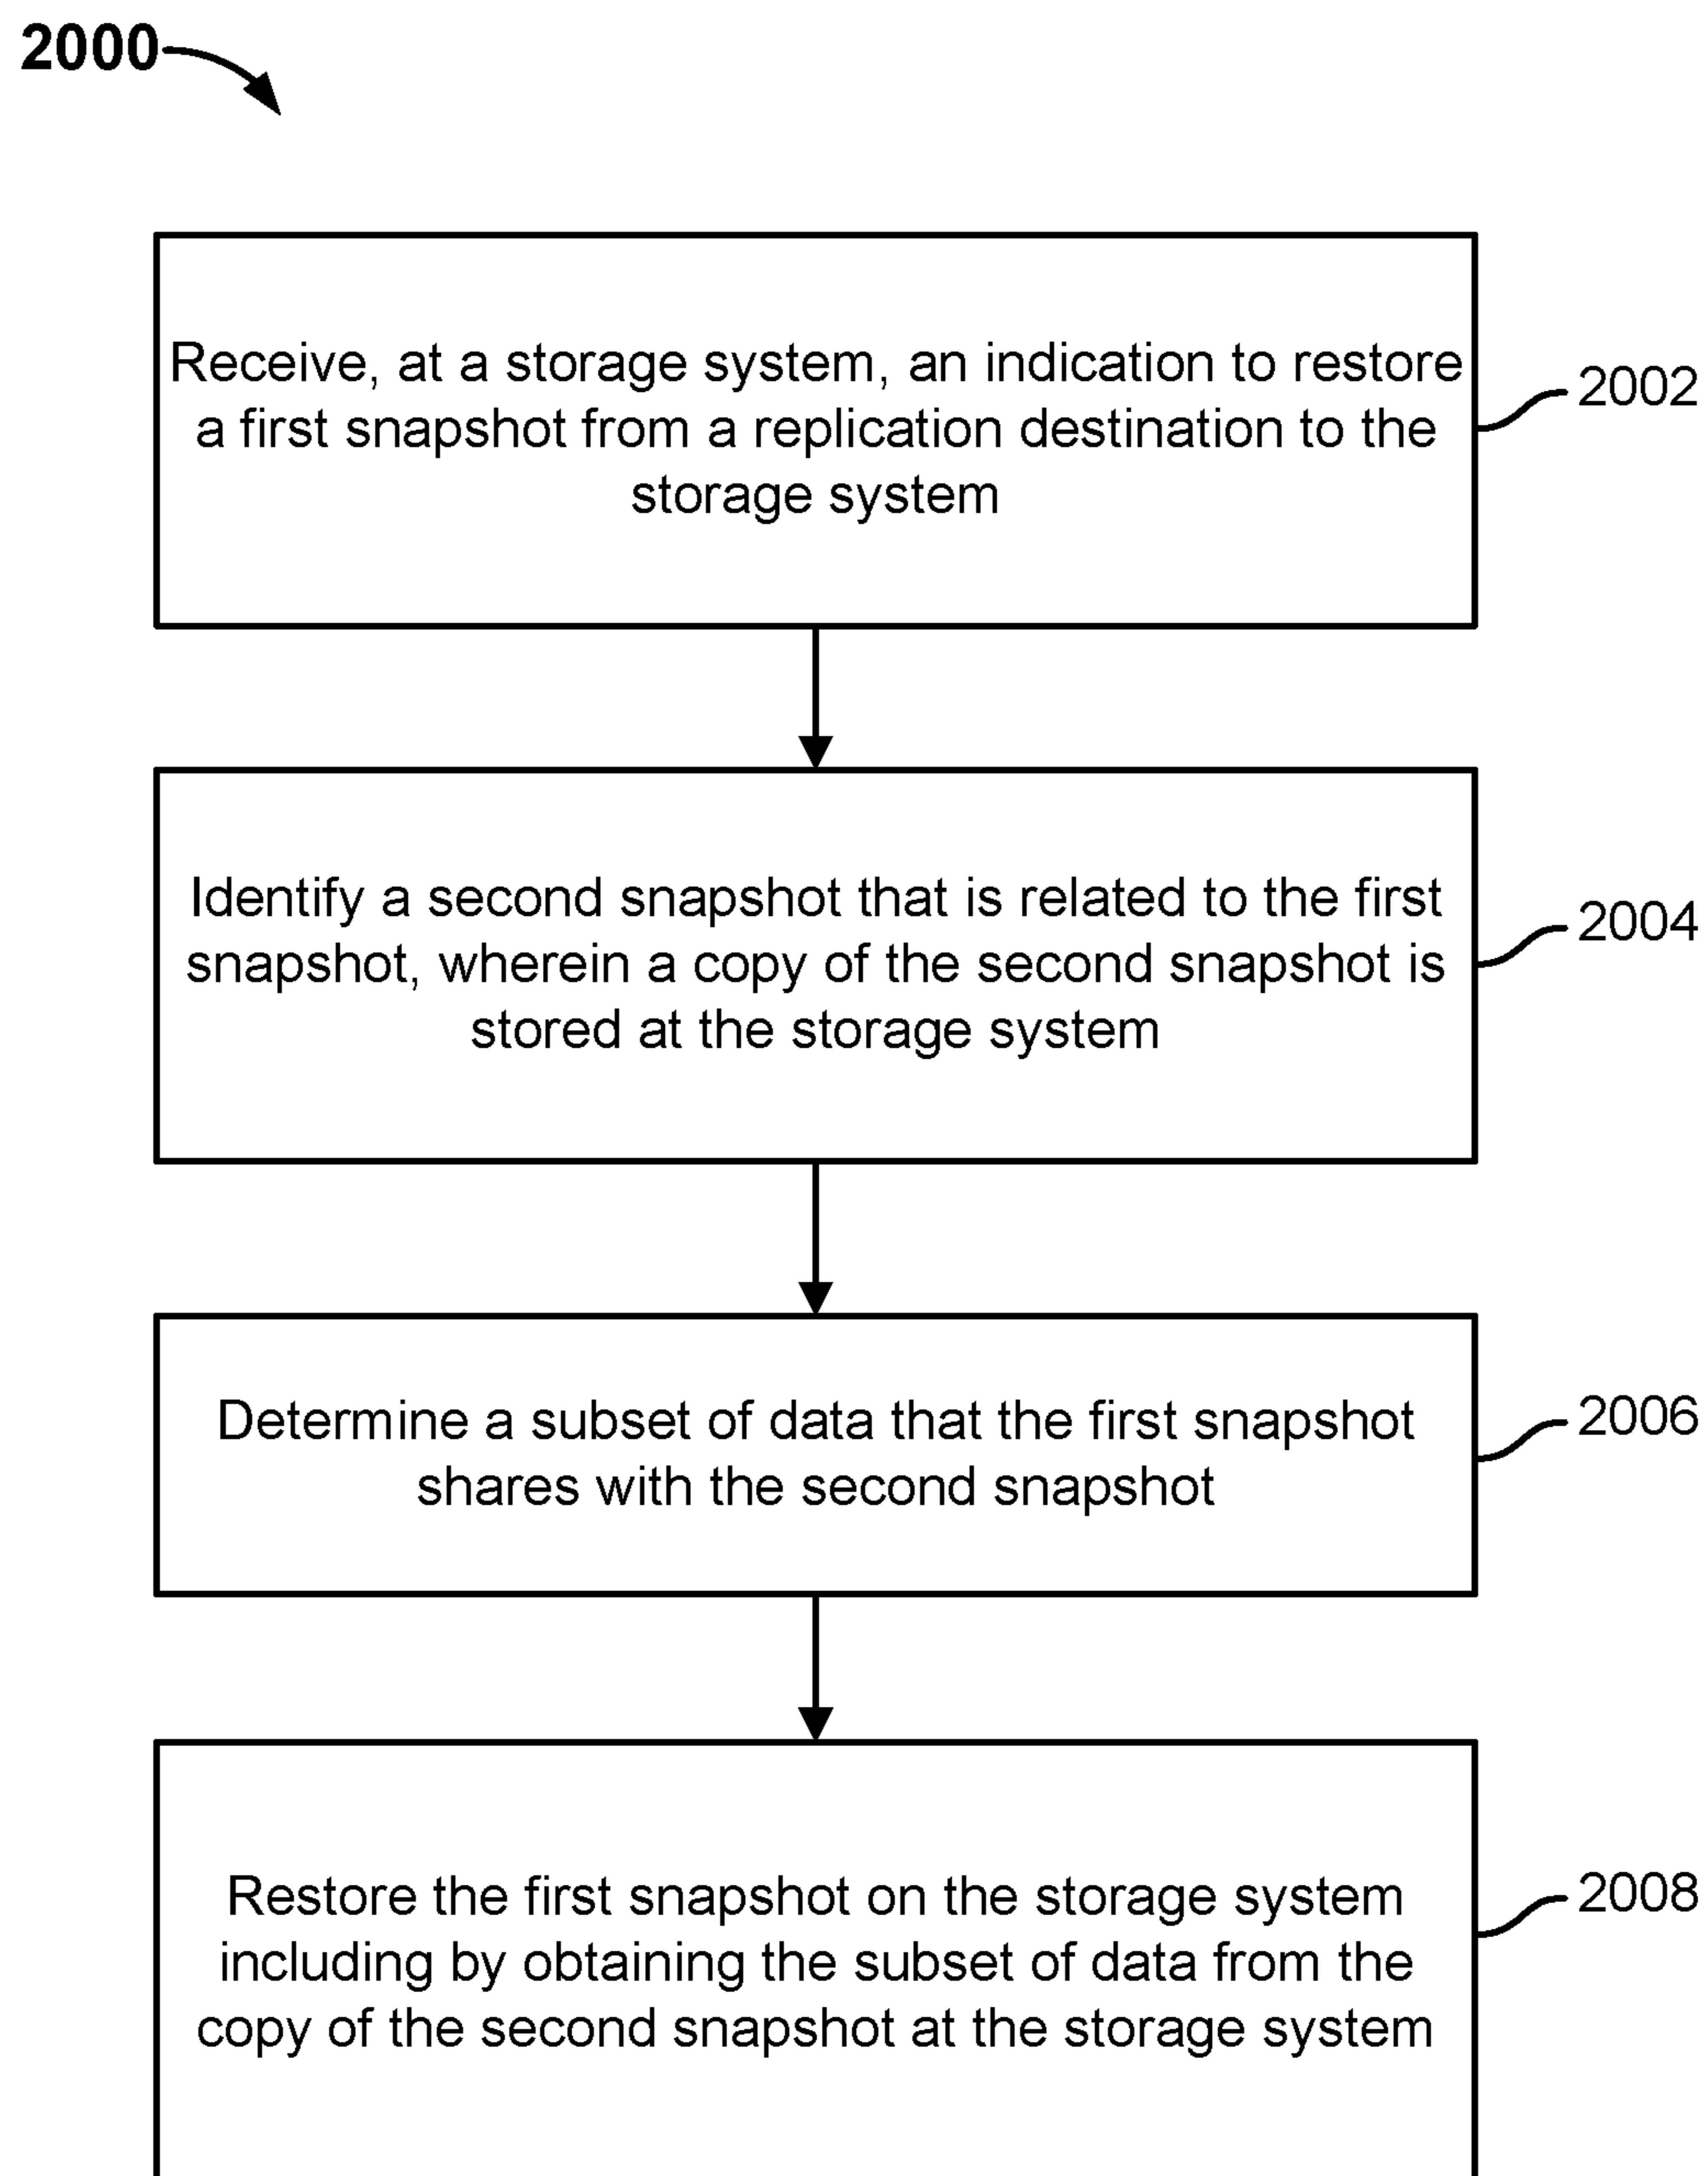 2000
Receive, at a storage system, an indication to restore
a first snapshot from a replication destination to the
storage system
2002
Identify a second snapshot that is related to the first
snapshot, wherein a copy of the second snapshot is
stored at the storage system
2004
Determine a subset of data that the first snapshot
shares with the second snapshot
2006
Restore the first snapshot on the storage system
including by obtaining the subset of data from the
copy of the second snapshot at the storage system
2008